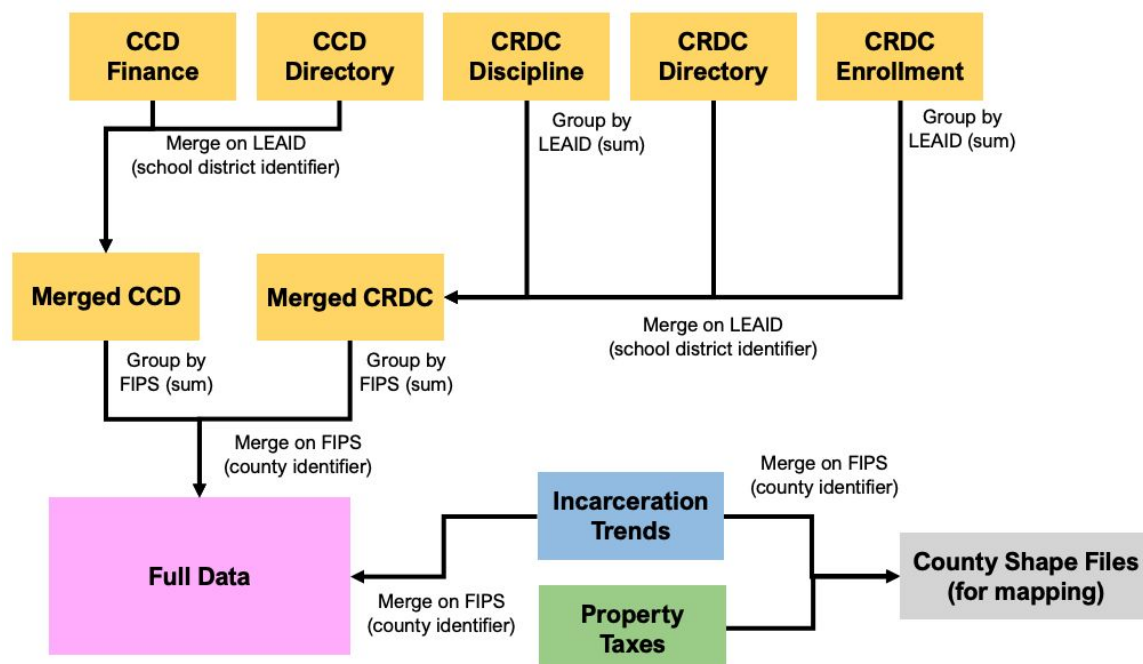 CCD
Finance
CCD
Directory
CRDC
Discipline
CRDC
Directory
CRDC
Enrollment
Merge on LEAID
(school district identifier)
Group by
LEAID (sum)
Group by
LEAID (sum)
Merged CCD
Merged CRDC
Merge on LEAID
(school district identifier)
Group by
FIPS (sum)
Group by
FIPS (sum)
Merge on FIPS
(county identifier)
Merge on FIPS
(county identifier)
Incarceration
Trends
Full Data
County Shape Files
(for mapping)
Merge on FIPS
(county identifier)
Property
Taxes